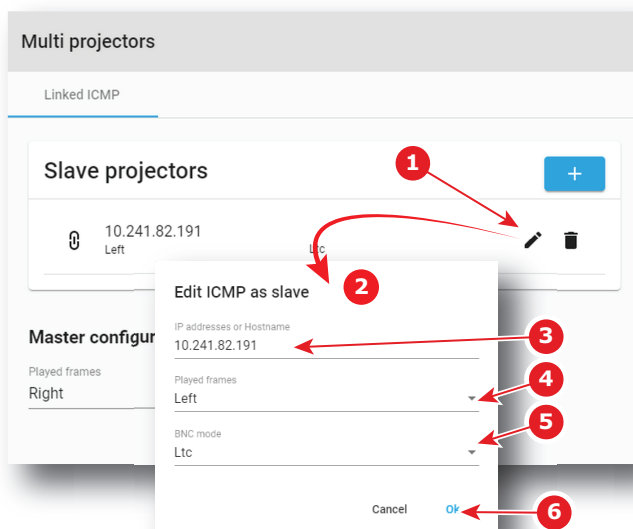 Multi projectors
Linked ICMP
Slave projectors
+
1
10.241.82.191
Left
Ltc
2
Edit ICMP as slave
IP addresses or Hostname
10.241.82.191
3
Master configur
Played frames
Right
Played frames
Left
4
BNC mode
Ltc
5
Cancel
Ok
6